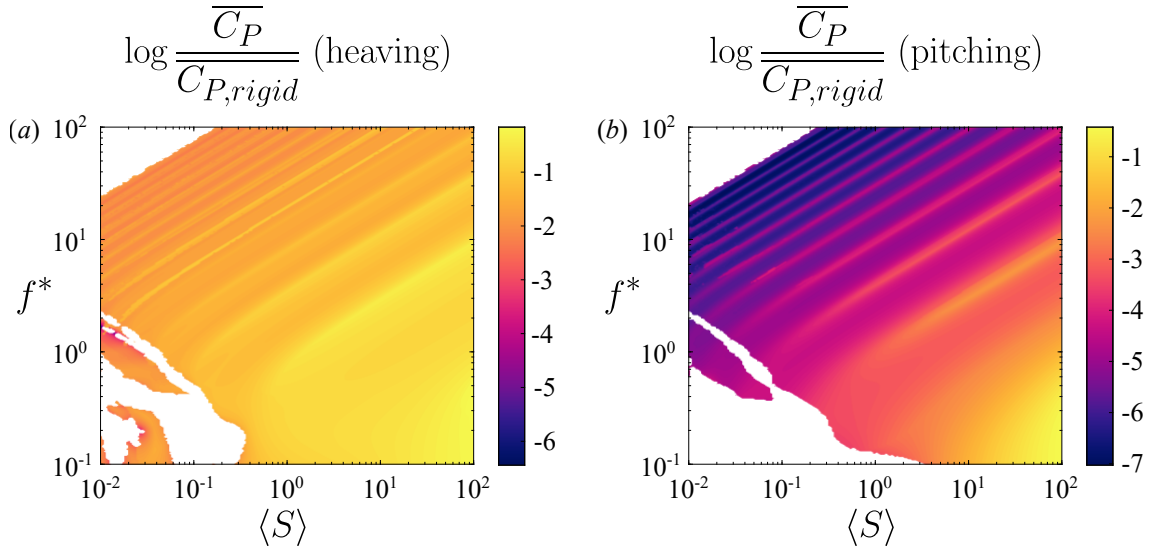 log C_P / C_{P,rigid} (heaving)
log C_P / C_{P,rigid} (pitching)
(a)
10^2
10^1
f*
10^0
10^-1
10^-2 10^-1 10^0 10^1 10^2
⟨S⟩
-1
-2
-3
-4
-5
-6
(b)
10^2
10^1
f*
10^0
10^-1
10^-2 10^-1 10^0 10^1 10^2
⟨S⟩
-1
-2
-3
-4
-5
-6
-7